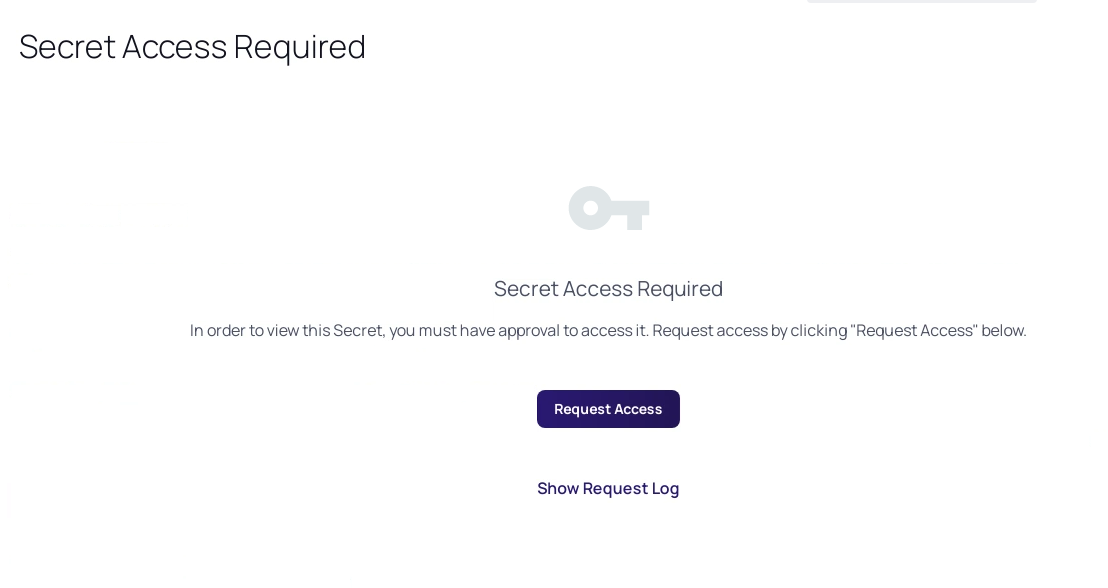 Secret Access Required
Secret Access Required
In order to view this Secret, you must have approval to access it. Request access by clicking "Request Access" below.
Request Access
Show Request Log